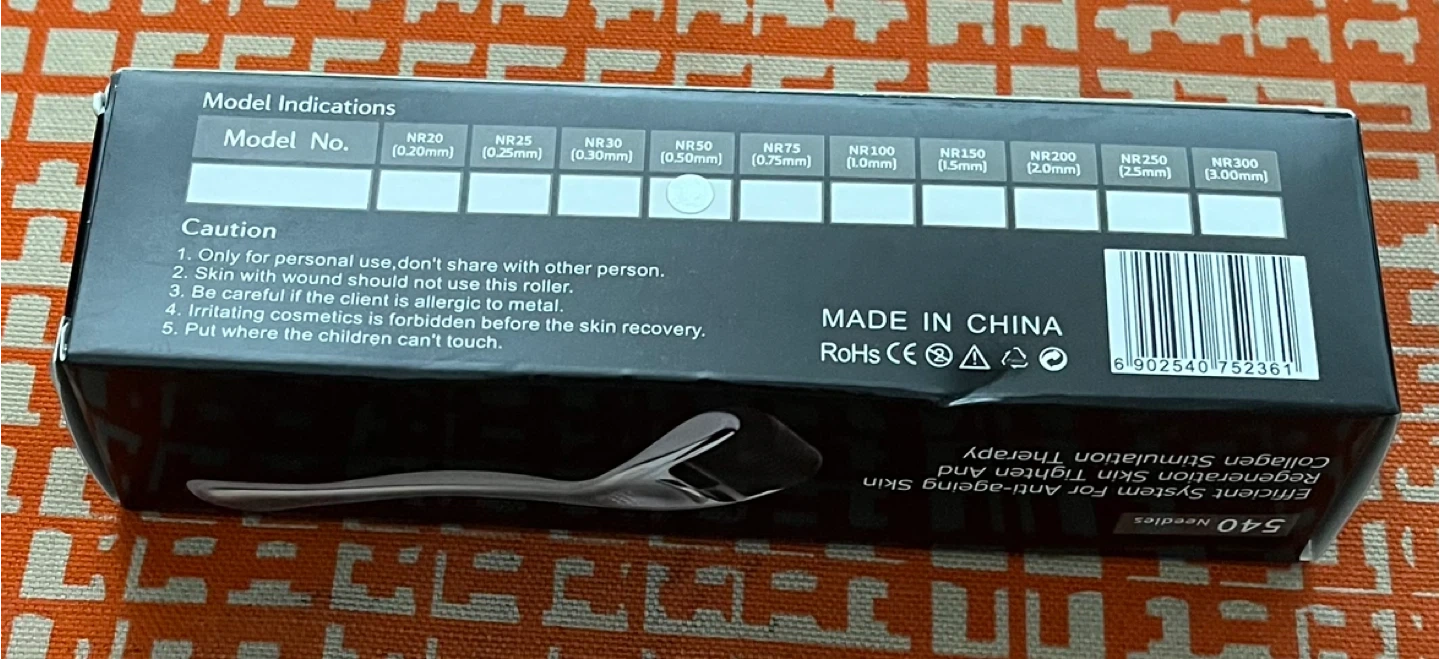 Model Indications
Model No. NR20 NR25 NR30 NR50 NR75 NR100 NR150 NR200 NR250 NR300
(0.20mm) (0.25mm) (0.30mm) (0.50mm) (0.75mm) (1.0mm) (1.5mm) (2.0mm) (2.5mm) (3.00mm)
Caution
1. Only for personal use,don't share with other person.
2. Skin with wound should not use this roller.
3. Be careful if the client is allergic to metal.
4. Irritating cosmetics is forbidden before the skin recovery.
5. Put where the children can't touch.
MADE IN CHINA
RoHs CE
6 902540 752361
540 Needles
Efficient System For Anti-ageing Skin
Regeneration Skin Tighten And
Collagen Stimulation Therapy